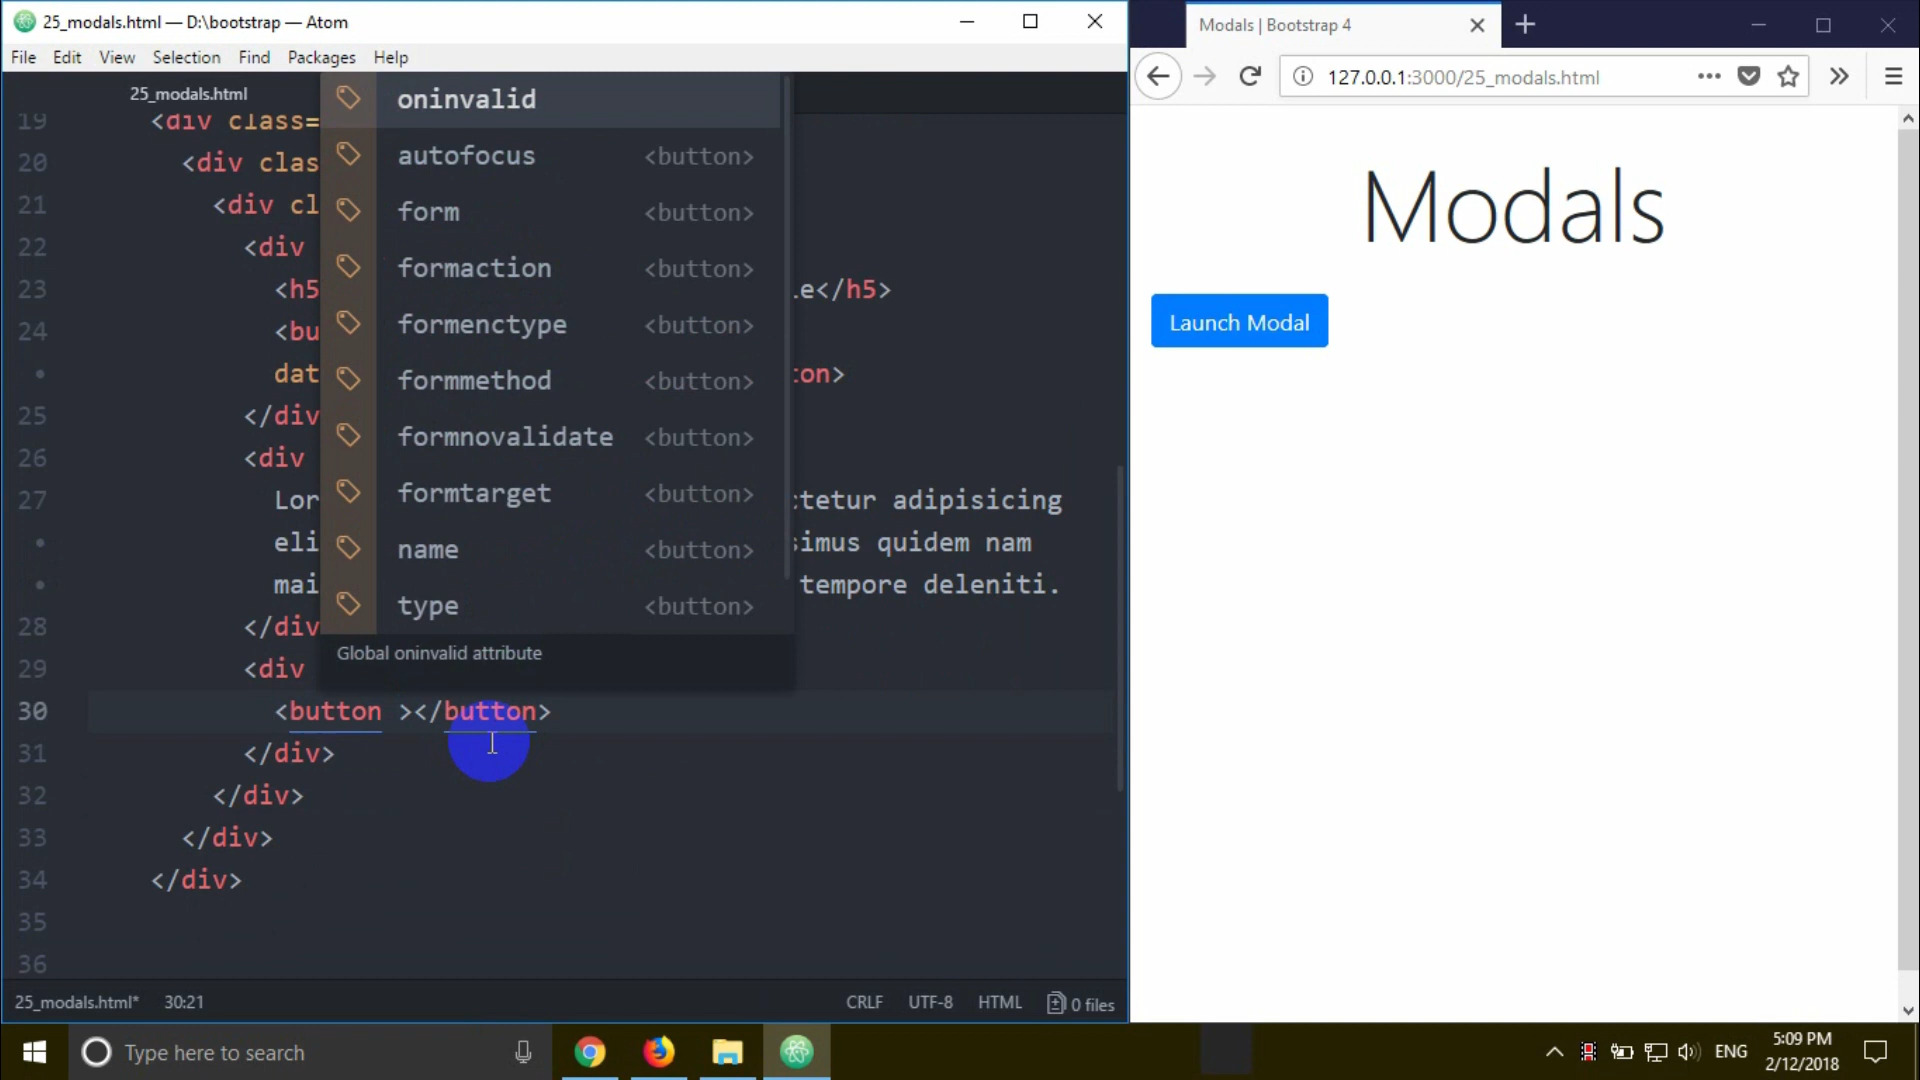 25_modals.html — D:\bootstrap — Atom
File Edit View Selection Find Packages Help
25_modals.html
19 <div class=
20 <div clas
21 <div cl
22 <div
23 <h5 .e</h5>
24 <bu
• dat ton>
25 </div
26 <div
27 Lor ctetur adipisicing
• eli simus quidem nam
• mai tempore deleniti.
28 </div
29 <div
30 <button ></button>
31 </div>
32 </div>
33 </div>
34 </div>
35
36
oninvalid
autofocus <button>
form <button>
formaction <button>
formenctype <button>
formmethod <button>
formnovalidate <button>
formtarget <button>
name <button>
type <button>
Global oninvalid attribute
25_modals.html* 30:21 CRLF UTF-8 HTML 0 files
Modals | Bootstrap 4
127.0.0.1:3000/25_modals.html
Modals
Launch Modal
Type here to search
ENG
5:09 PM
2/12/2018